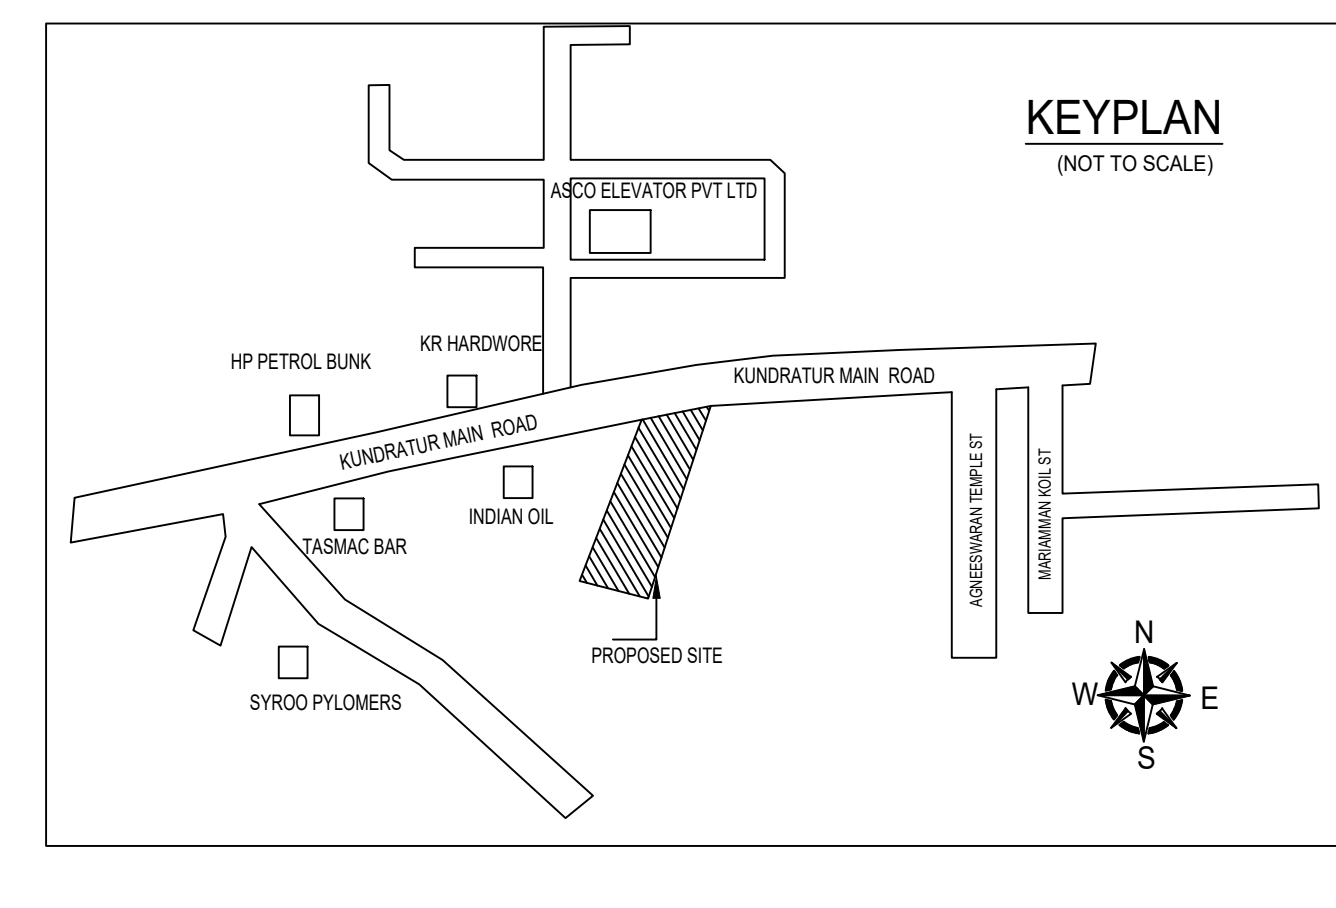 KEYPLAN
(NOT TO SCALE)
ASCO ELEVATOR PVT LTD
KR HARDWORE
HP PETROL BUNK
KUNDRATUR MAIN ROAD
KUNDRATUR MAIN ROAD
INDIAN OIL
TASMAC BAR
AGNEESWARAN TEMPLE ST
MARIAMMAN KOIL ST
PROPOSED SITE
SYROO PYLOMERS
N
W
E
S